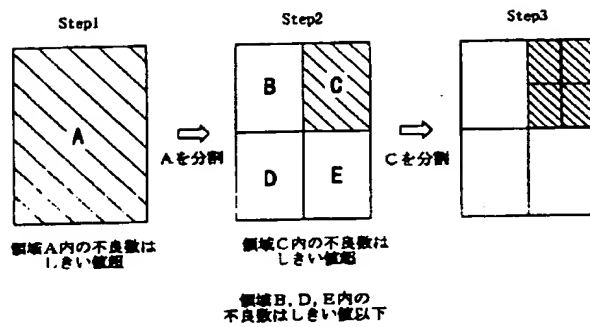 Step1
Step2
Step3
A
B
C
D
E
Aを分割
Cを分割
領域A内の不良数は
しきい値超
領域C内の不良数は
しきい値超
領域B, D, E内の
不良数はしきい値以下